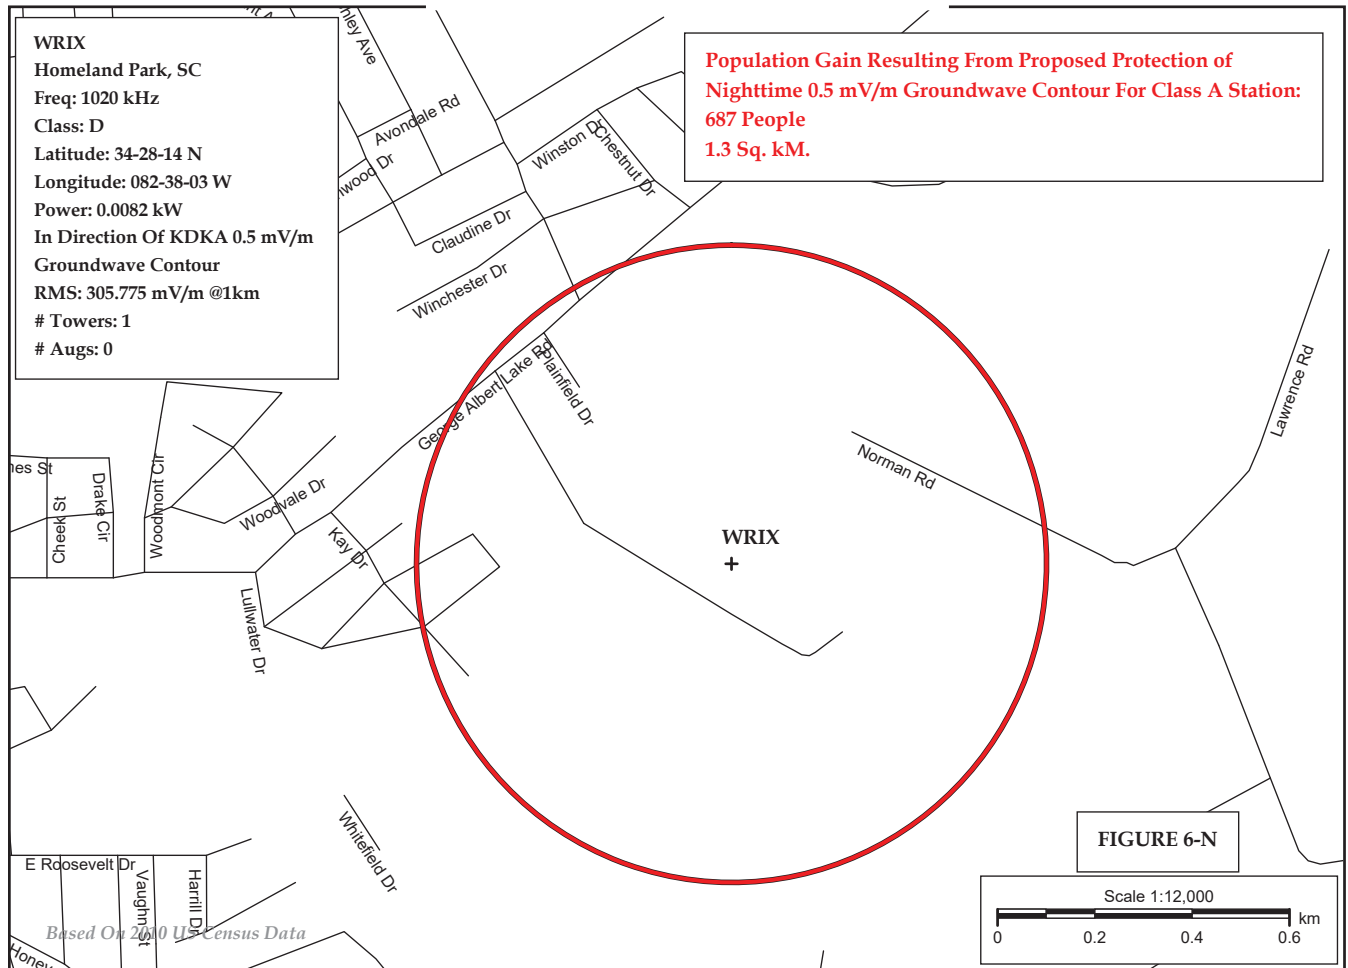 WRIX
Homeland Park, SC
Freq: 1020 kHz
Class: D
Latitude: 34-28-14 N
Longitude: 082-38-03 W
Power: 0.0082 kW
In Direction Of KDKA 0.5 mV/m
Groundwave Contour
RMS: 305.775 mV/m @1km
# Towers: 1
# Augs: 0
Population Gain Resulting From Proposed Protection of
Nighttime 0.5 mV/m Groundwave Contour For Class A Station:
687 People
1.3 Sq. kM.
Avondale Rd
Winston Dr
Chestnut Dr
Claudine Dr
Winchester Dr
George Albert Lake Rd
Plainfield Dr
Lawrence Rd
Norman Rd
Cheek St
Drake Cir
Woodmont Cir
Woodvale Dr
Kay Dr
Lullwater Dr
WRIX
Whitefield Dr
E Roosevelt Dr
Vaughn St
Harrill Dr
Based On 2010 US Census Data
FIGURE 6-N
Scale 1:12,000
km
0 0.2 0.4 0.6